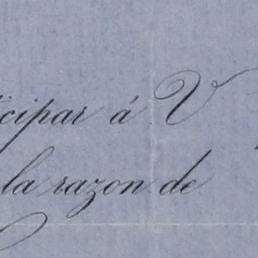 icipar á V
la razon de